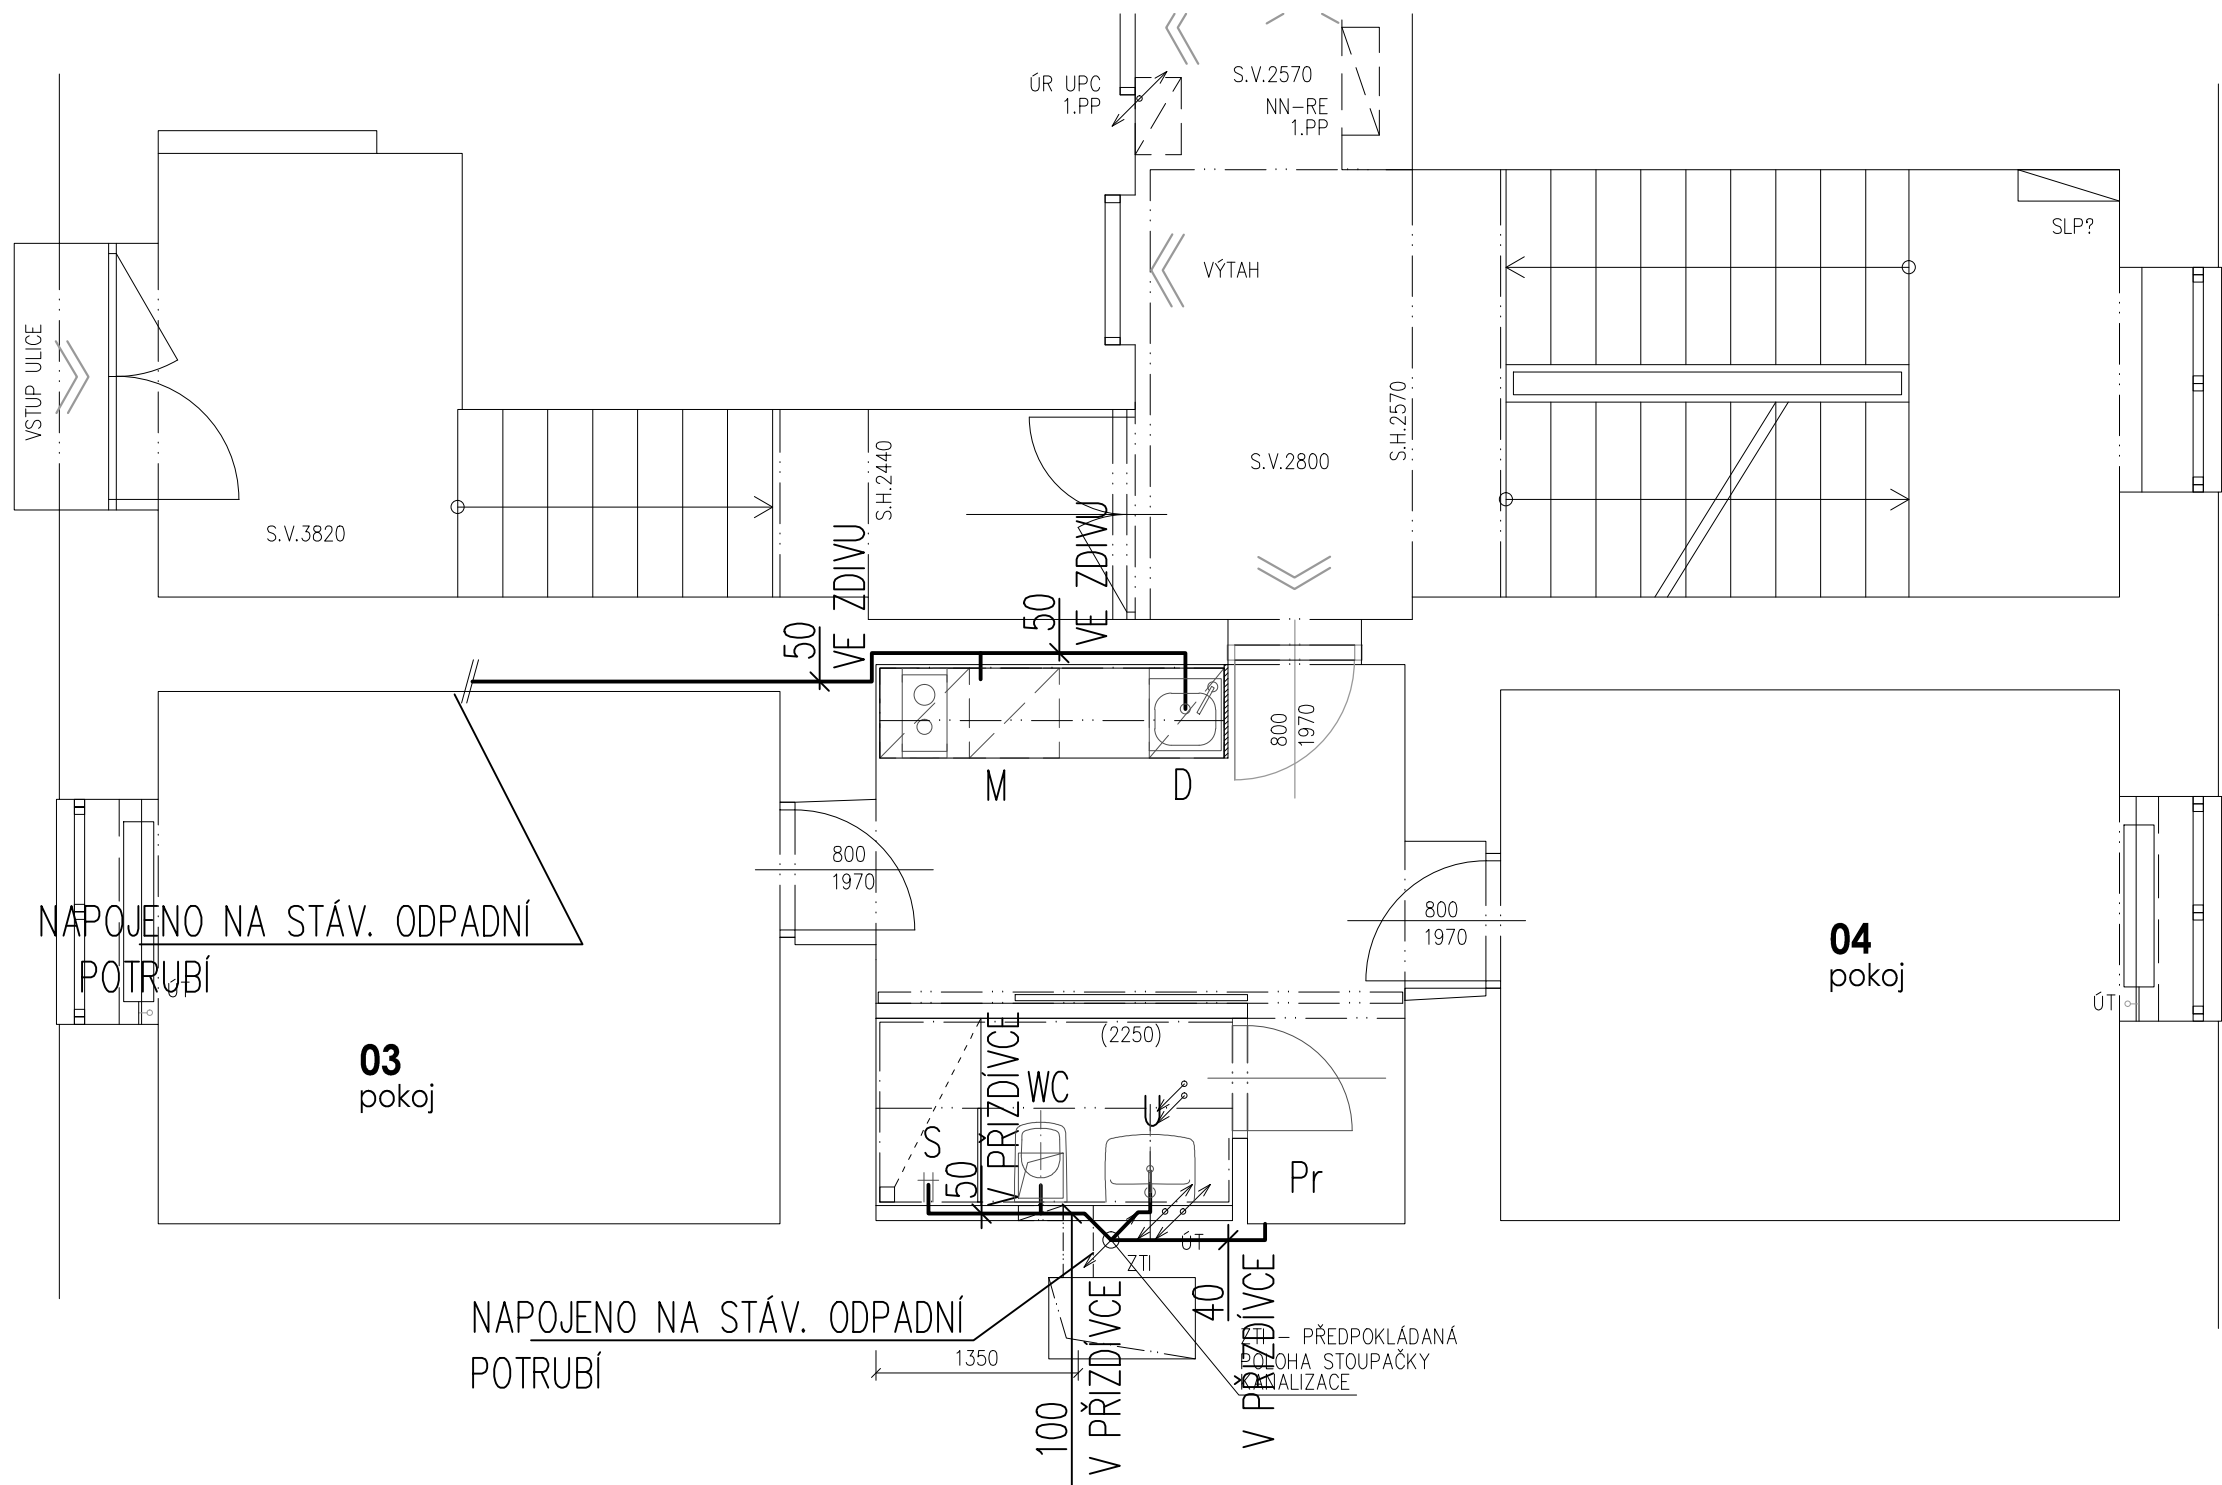 ÚR UPC
1.PP
S.V.2570
NN-RE
1.PP
SLP?
VÝTAH
VSTUP ULICE
S.H.2570
S.V.2800
S.H.2440
S.V.3820
50
VE ZDIVU
50
VE ZDIVU
800
1970
M
D
800
1970
800
1970
NAPOJENO NA STÁV. ODPADNÍ
POTRUBÍ
ÚT
04
pokoj
ÚT
03
pokoj
(2250)
WC
U
S
50
V PŘIZDÍVCE
Pr
ÚT
ZTI
NAPOJENO NA STÁV. ODPADNÍ
POTRUBÍ
1350
100
V PŘIZDÍVCE
40
V PŘIZDÍVCE
ZTI - PŘEDPOKLÁDANÁ
POLOHA STOUPAČKY
KANALIZACE